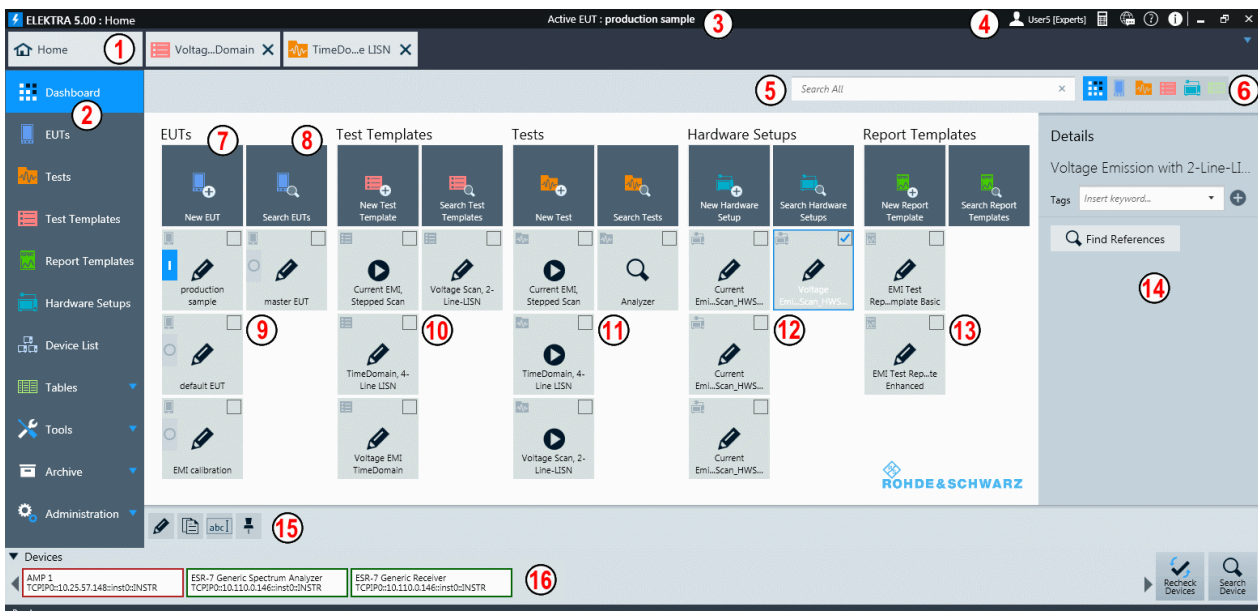 ELEKTRA 5.00 : Home
Active EUT : production sample
3
4
User5 [Experts]
Home
1
Voltag...Domain
TimeDo...e LISN
Dashboard
2
EUTs
Tests
Test Templates
Report Templates
Hardware Setups
Device List
Tables
Tools
Archive
Administration
5
Search All
6
EUTs
7
8
Test Templates
Tests
Hardware Setups
Report Templates
New EUT
Search EUTs
New Test
Template
Search Test
Templates
New Test
Search Tests
New Hardware
Setup
Search Hardware
Setups
New Report
Template
Search Report
Templates
production
sample
master EUT
Current EMI,
Stepped Scan
Voltage Scan, 2-
Line-LISN
Current EMI,
Stepped Scan
Analyzer
Current
Emi...Scan_HWS...
Voltage
Emi...Scan_HWS...
EMI Test
Rep...mplate Basic
default EUT
9
TimeDomain, 4-
Line LISN
10
TimeDomain, 4-
Line LISN
11
Current
Emi...Scan_HWS...
12
EMI Test Rep...te
Enhanced
13
EMI calibration
Voltage EMI
TimeDomain
Voltage Scan, 2-
Line-LISN
Current
Emi...Scan_HWS...
ROHDE&SCHWARZ
Details
Voltage Emission with 2-Line-LI...
Tags
Insert keyword...
Find References
14
abc
15
Devices
AMP 1
TCPIP0::10.25.57.148::inst0::INSTR
ESR-7 Generic Spectrum Analyzer
TCPIP0::10.110.0.146::inst0::INSTR
ESR-7 Generic Receiver
TCPIP0::10.110.0.146::inst0::INSTR
16
Recheck
Devices
Search
Device